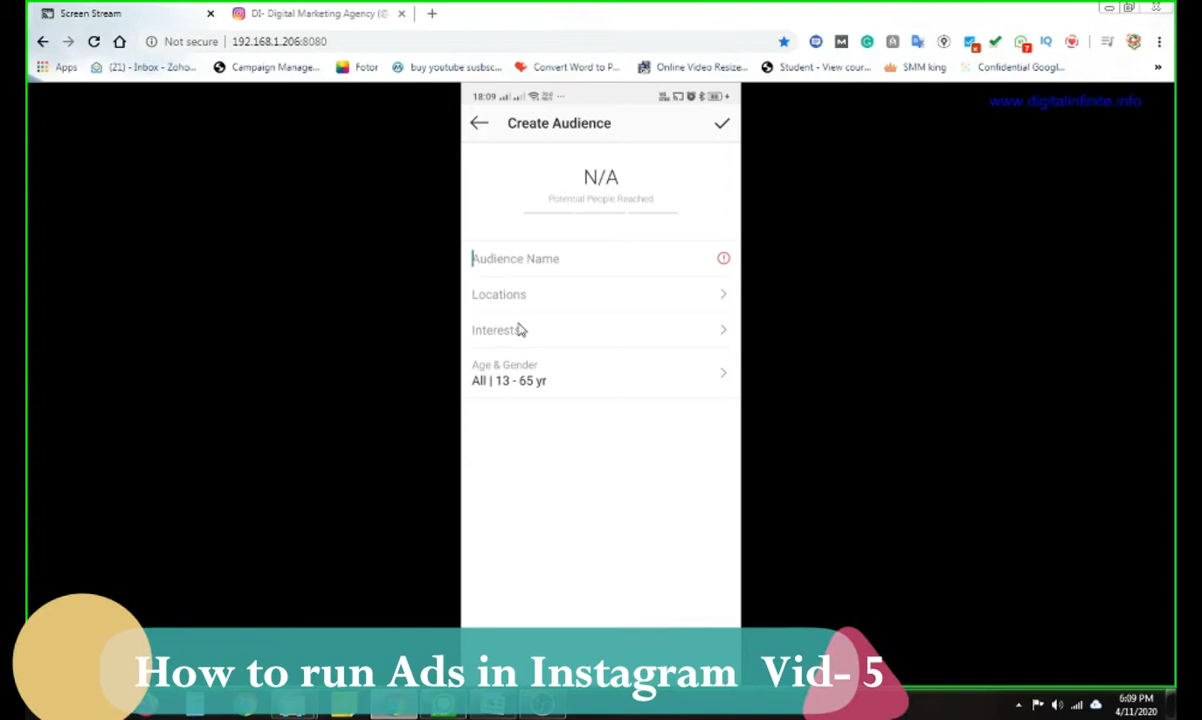 Screen Stream
DI- Digital Marketing Agency (@
Not secure
192.168.1.206:8080
Apps
(21) - Inbox - Zoho...
Campaign Manage...
Fotor
buy youtube susbsc...
Convert Word to P...
Online Video Resize...
Student - View cour...
SMM king
Confidential Googl...
»
www.digitalinfinite.info
18:09
Create Audience
N/A
Potential People Reached
Audience Name
Locations
Interests
Age & Gender
All | 13 - 65 yr
How to run Ads in Instagram Vid- 5
6:09 PM
4/11/2020